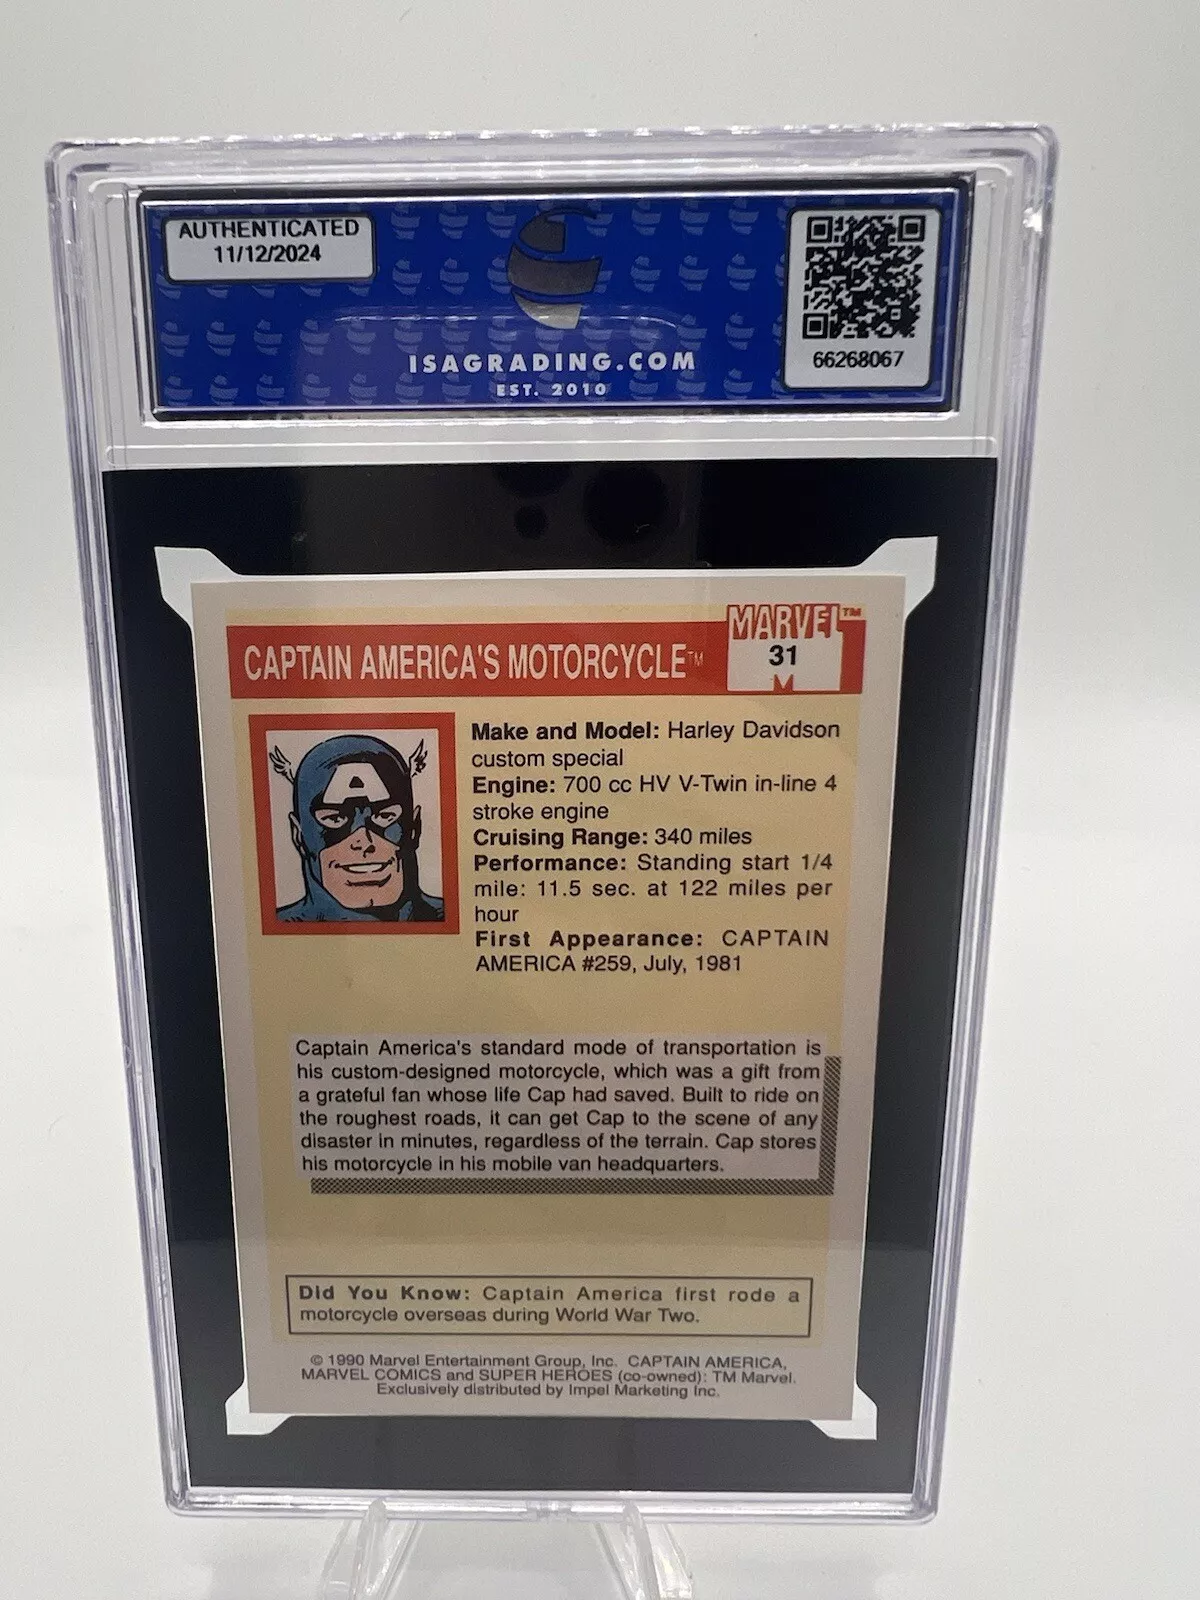 AUTHENTICATED
11/12/2024
ISAGRADING.COM
EST. 2010
66268067
MARVEL™
CAPTAIN AMERICA'S MOTORCYCLE™
31
M
Make and Model: Harley Davidson
custom special
Engine: 700 cc HV V-Twin in-line 4
stroke engine
Cruising Range: 340 miles
Performance: Standing start 1/4
mile: 11.5 sec. at 122 miles per
hour
First Appearance: CAPTAIN
AMERICA #259, July, 1981
Captain America's standard mode of transportation is
his custom-designed motorcycle, which was a gift from
a grateful fan whose life Cap had saved. Built to ride on
the roughest roads, it can get Cap to the scene of any
disaster in minutes, regardless of the terrain. Cap stores
his motorcycle in his mobile van headquarters.
Did You Know: Captain America first rode a
motorcycle overseas during World War Two.
© 1990 Marvel Entertainment Group, Inc. CAPTAIN AMERICA,
MARVEL COMICS and SUPER HEROES (co-owned): TM Marvel.
Exclusively distributed by Impel Marketing Inc.